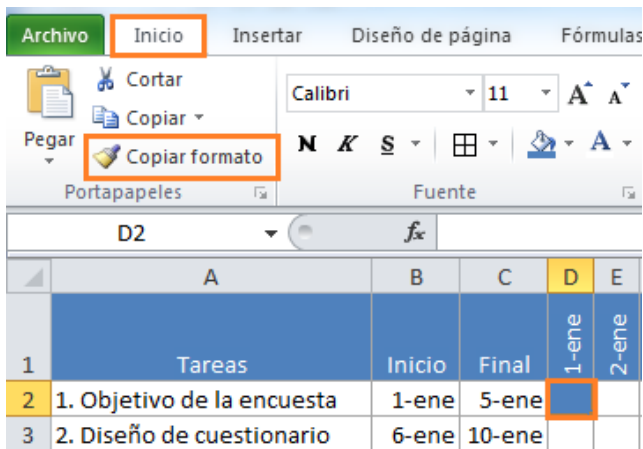 Archivo Inicio Insertar Diseño de página Fórmulas
Cortar
Copiar
Pegar
Copiar formato
Portapapeles
Calibri 11 A A
N K S A
Fuente
D2 fx
A B C D E
1 Tareas Inicio Final 1-ene 2-ene
2 1. Objetivo de la encuesta 1-ene 5-ene
3 2. Diseño de cuestionario 6-ene 10-ene